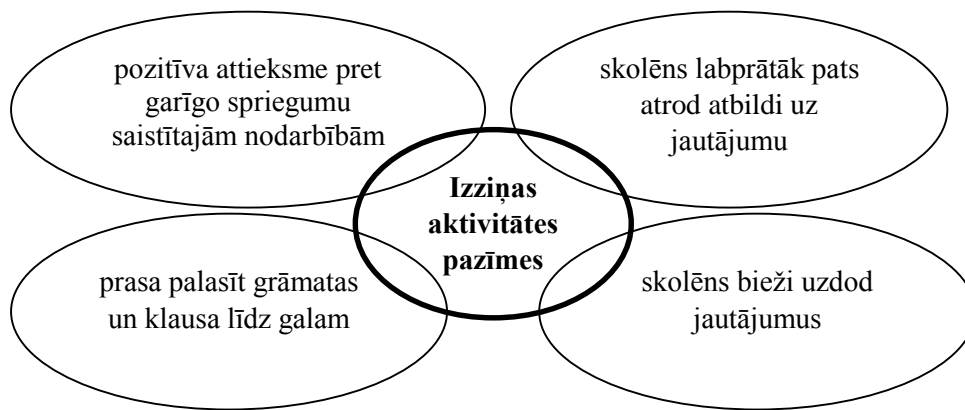 pozitīva attieksme pret
garīgo spriegumu
saistītajām nodarbībām
skolēns labprātāk pats
atrod atbildi uz
jautājumu
Izziņas
aktivitātes
pazīmes
prasa palasīt grāmatas
un klausa līdz galam
skolēns bieži uzdod
jautājumus